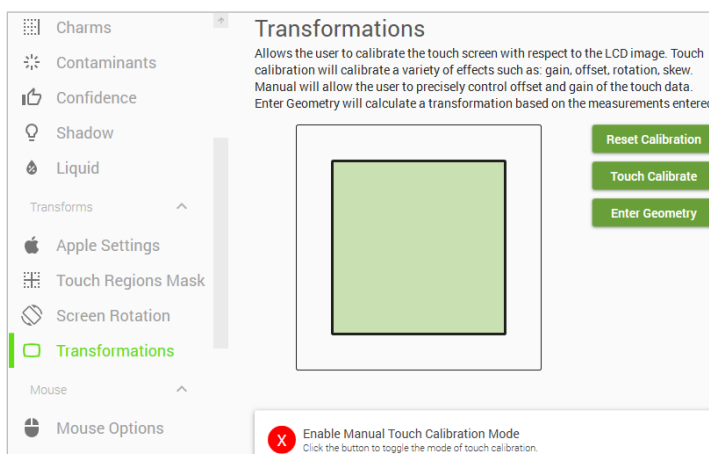 Charms
Contaminants
Confidence
Shadow
Liquid
Transforms
Apple Settings
Touch Regions Mask
Screen Rotation
Transformations
Mouse
Mouse Options
Transformations
Allows the user to calibrate the touch screen with respect to the LCD image. Touch
calibration will calibrate a variety of effects such as: gain, offset, rotation, skew.
Manual will allow the user to precisely control offset and gain of the touch data.
Enter Geometry will calculate a transformation based on the measurements entered
Reset Calibration
Touch Calibrate
Enter Geometry
X
Enable Manual Touch Calibration Mode
Click the button to toggle the mode of touch calibration.